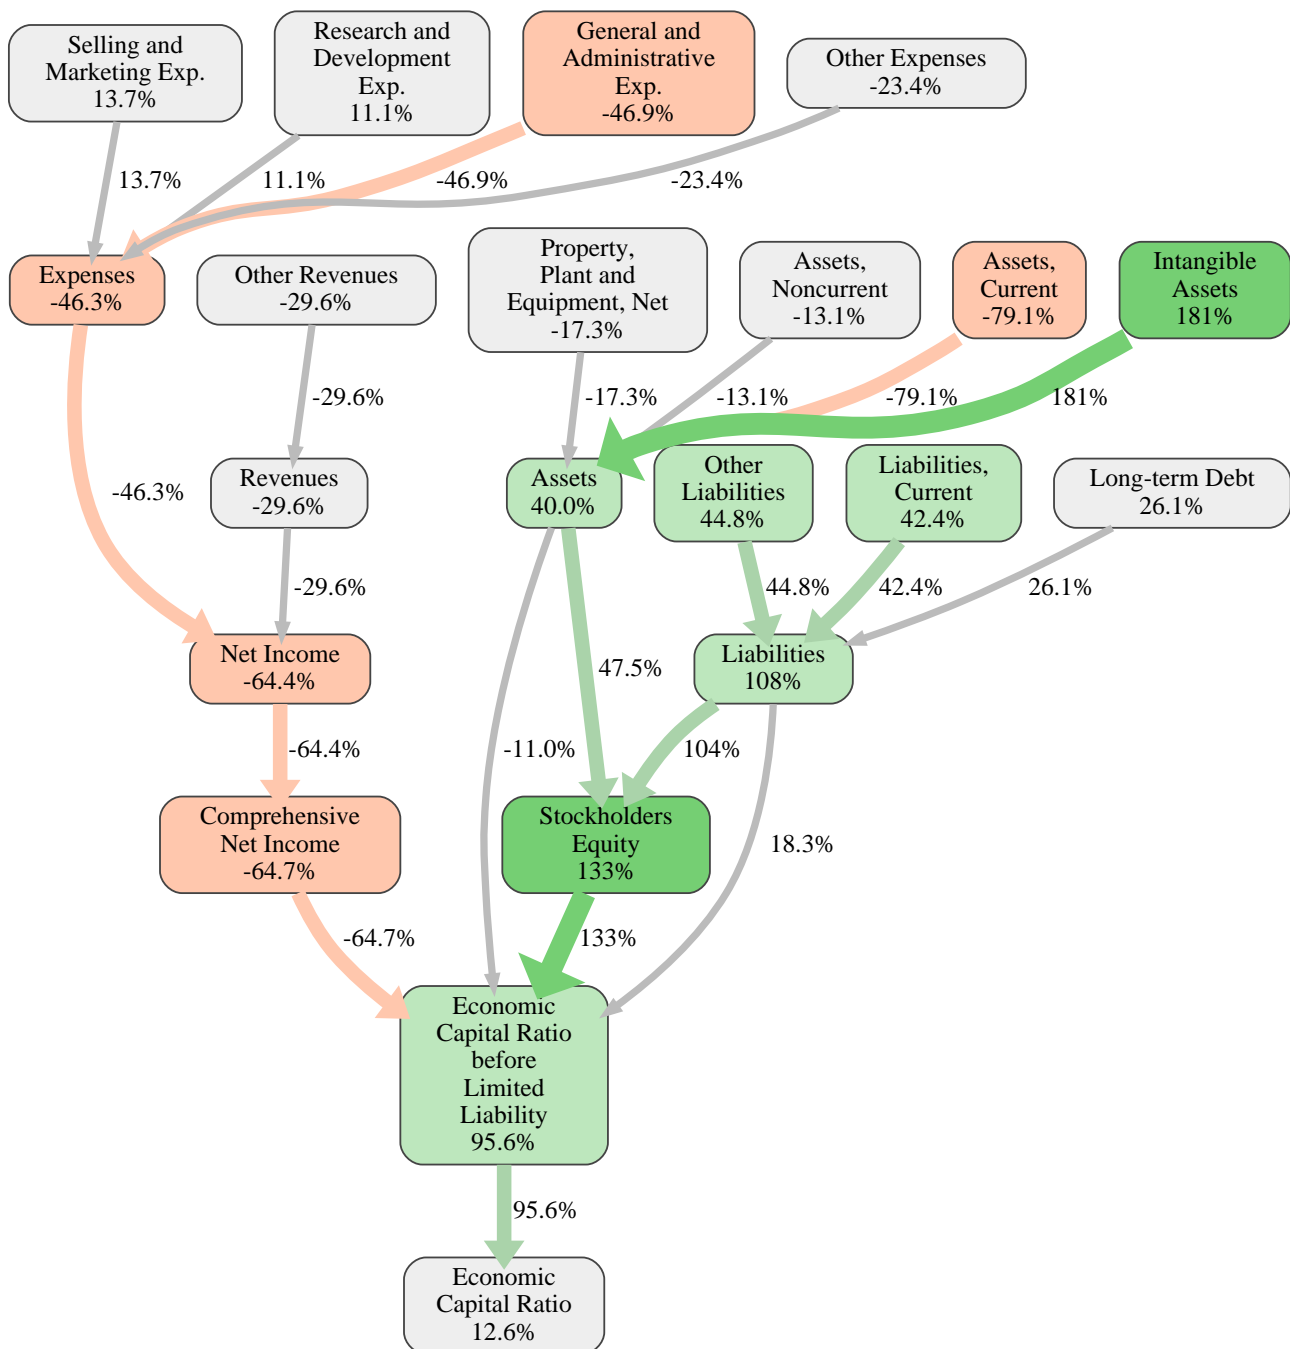 Selling and
Marketing Exp.
13.7%
Research and
Development
Exp.
11.1%
General and
Administrative
Exp.
-46.9%
Other Expenses
-23.4%
13.7%
11.1%
-46.9%
-23.4%
Expenses
-46.3%
Other Revenues
-29.6%
Property,
Plant and
Equipment, Net
-17.3%
Assets,
Noncurrent
-13.1%
Assets,
Current
-79.1%
Intangible
Assets
181%
-29.6%
-17.3%
-13.1%
-79.1%
181%
-46.3%
Revenues
-29.6%
Assets
40.0%
Other
Liabilities
44.8%
Liabilities,
Current
42.4%
Long-term Debt
26.1%
-29.6%
44.8%
42.4%
26.1%
Net Income
-64.4%
47.5%
Liabilities
108%
-64.4%
-11.0%
104%
18.3%
Comprehensive
Net Income
-64.7%
Stockholders
Equity
133%
-64.7%
133%
Economic
Capital Ratio
before
Limited
Liability
95.6%
95.6%
Economic
Capital Ratio
12.6%